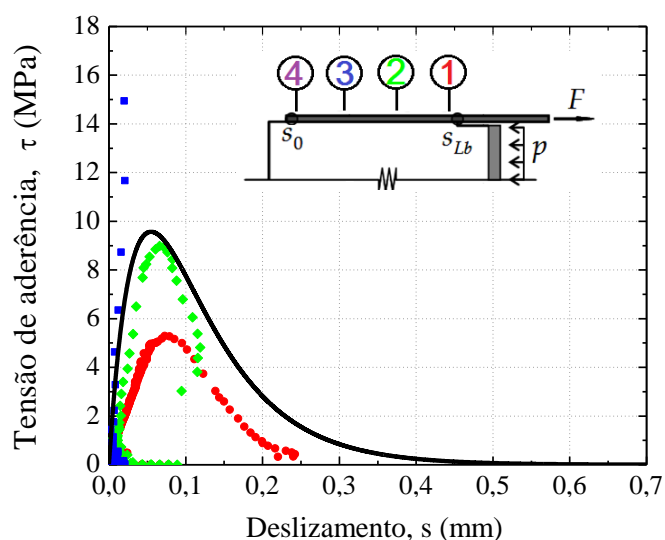 Tensão de aderência, τ (MPa)
18
16
14
12
10
8
6
4
2
0
4 3 2 1
F
s0 sLb
p
0,0 0,1 0,2 0,3 0,4 0,5 0,6 0,7
Deslizamento, s (mm)